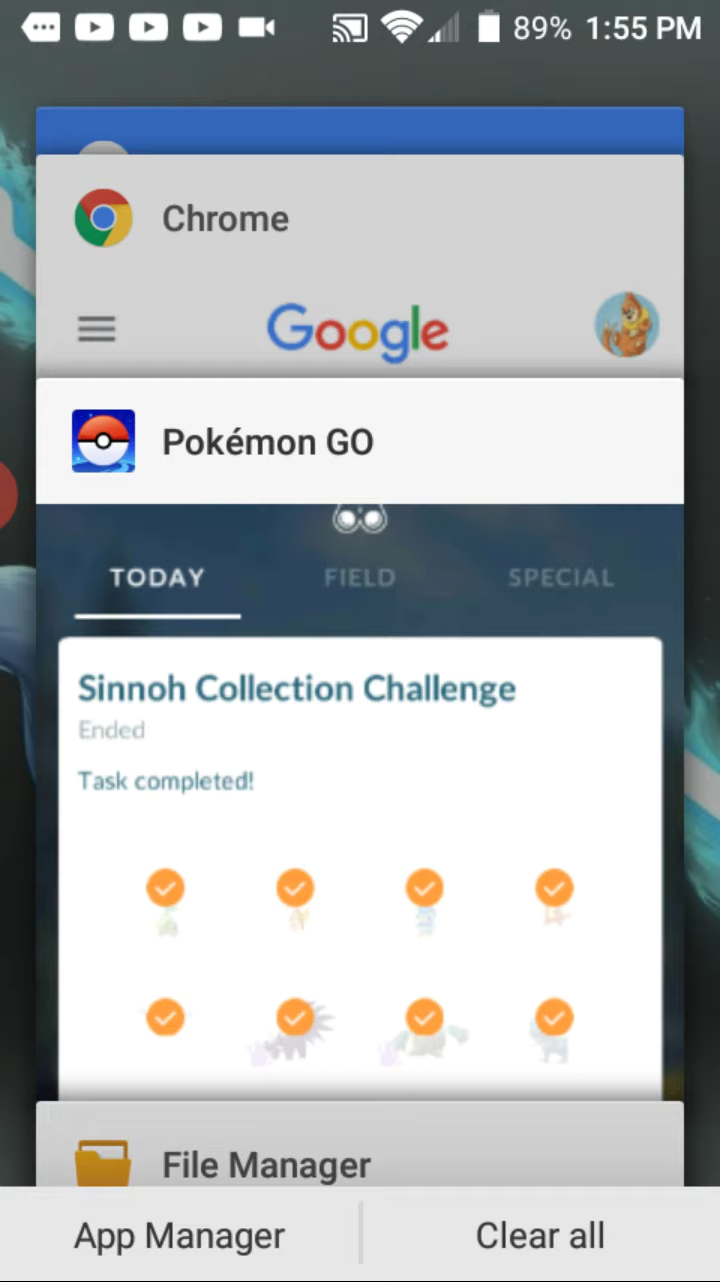 89% 1:55 PM
Chrome
Google
Pokémon GO
TODAY FIELD SPECIAL
Sinnoh Collection Challenge
Ended
Task completed!
File Manager
App Manager Clear all